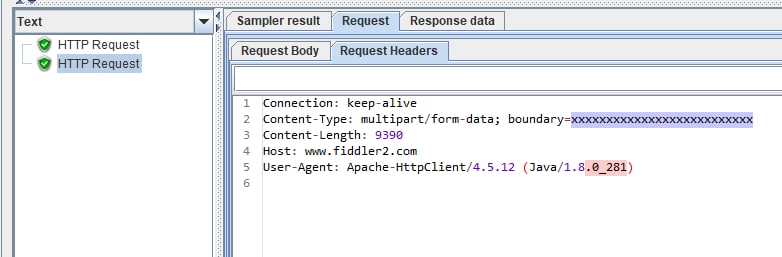 Text
HTTP Request
HTTP Request
Sampler result Request Response data
Request Body Request Headers
1 Connection: keep-alive
2 Content-Type: multipart/form-data; boundary=xxxxxxxxxxxxxxxxxxxxxxxxxx
3 Content-Length: 9390
4 Host: www.fiddler2.com
5 User-Agent: Apache-HttpClient/4.5.12 (Java/1.8.0_281)
6